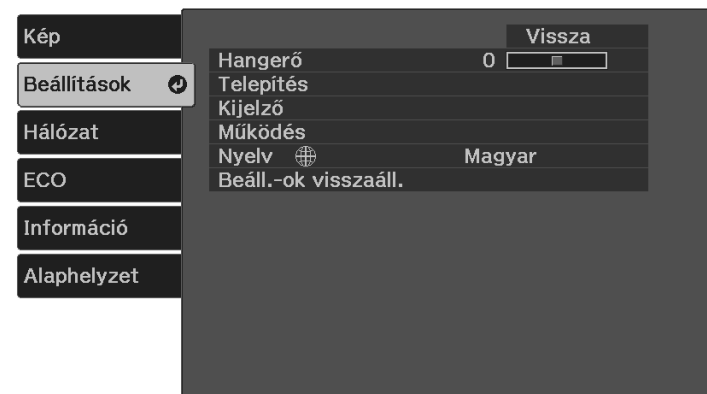 Kép
Beállítások
Hálózat
ECO
Információ
Alaphelyzet
Vissza
Hangerő 0
Telepítés
Kijelző
Működés
Nyelv Magyar
Beáll.-ok visszaáll.